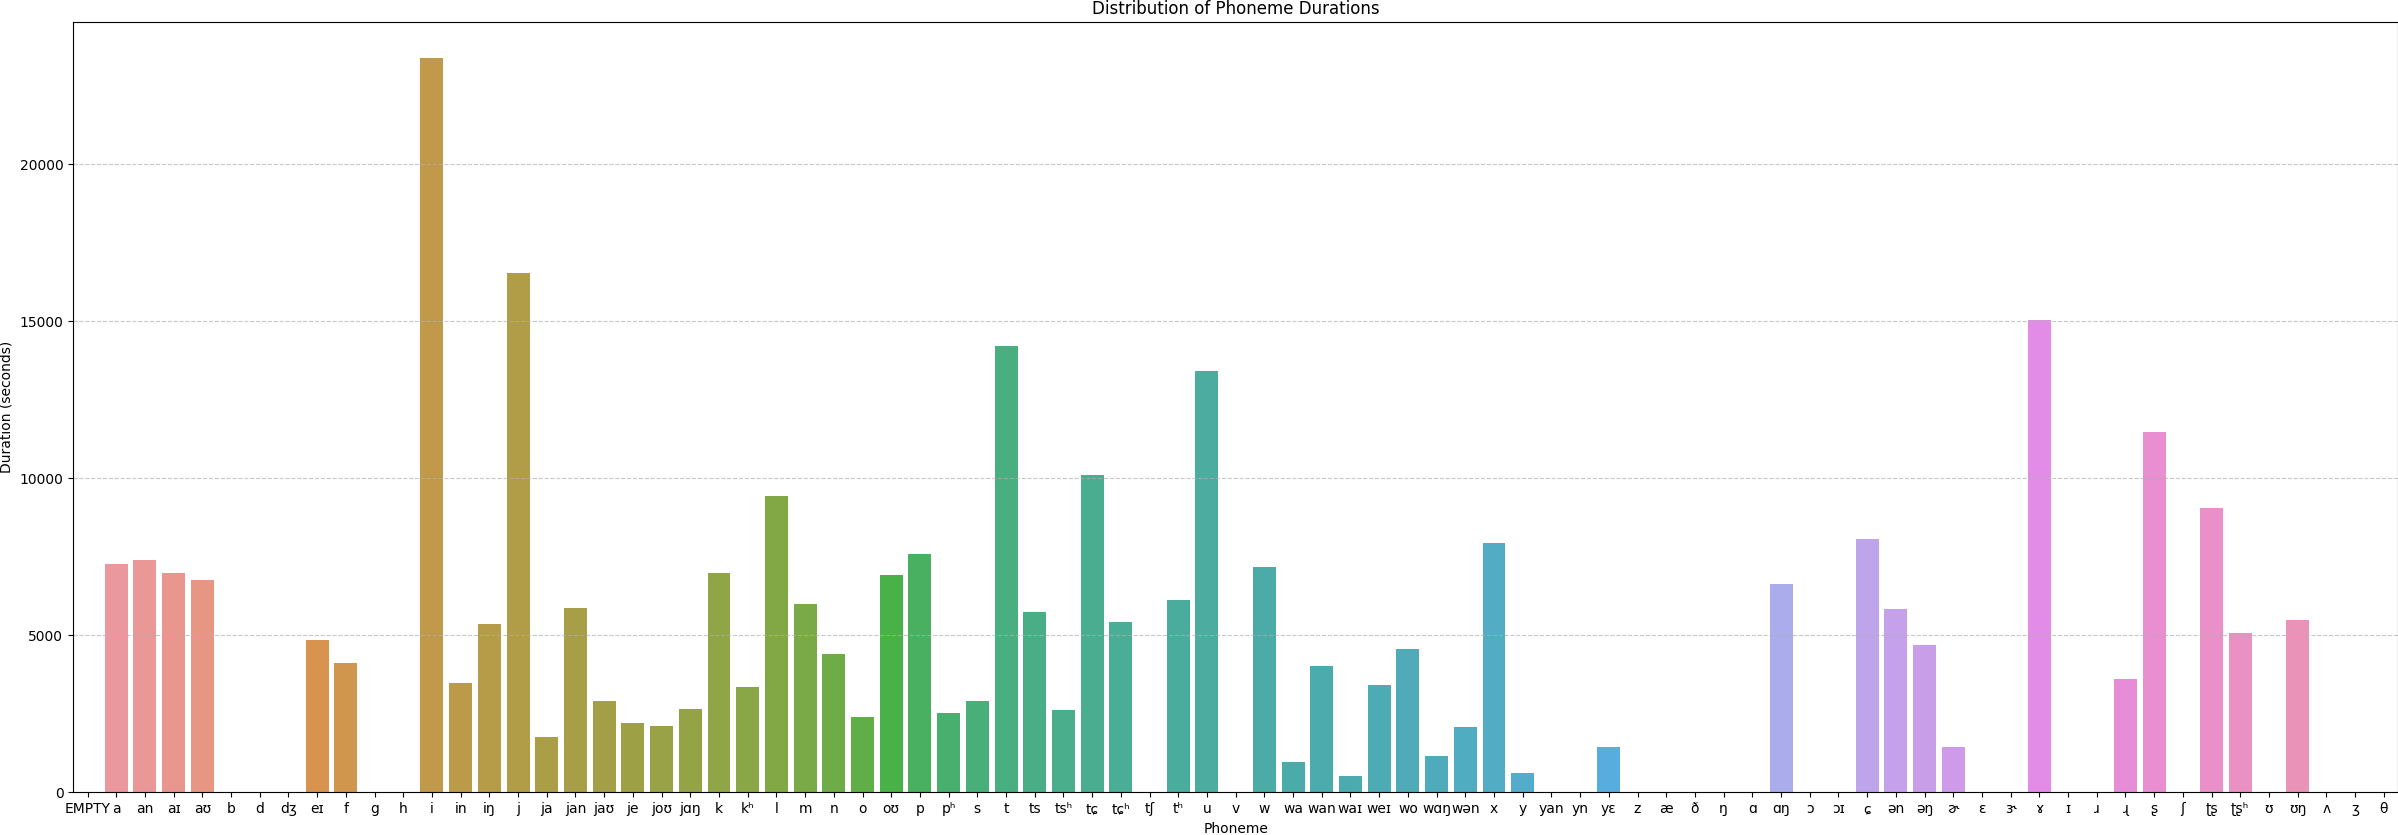 Distribution of Phoneme Durations
Duration (seconds)
20000
15000
10000
5000
0
EMPTY a an aɪ aʊ b d dʒ eɪ f g h i in iŋ j ja jan jaʊ je joʊ jɑŋ k kʰ l m n o oʊ p pʰ s t ts tsʰ tɕ tɕʰ tʃ tʰ u v w wa wan waɪ weɪ wo wɑŋ wən x y yan yn yɛ z æ ð ŋ ɑ ɑŋ ɔ ɔɪ ɕ ən əŋ ɚ ɛ ɝ ɤ ɪ ɹ ɻ ʂ ʃ ʈʂ ʈʂʰ ʊ ʊŋ ʌ ʒ θ
Phoneme